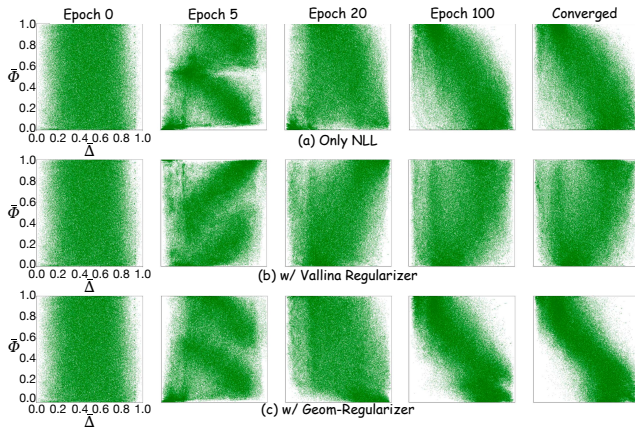 Epoch 0 Epoch 5 Epoch 20 Epoch 100 Converged
1.0
0.8
Φ̄ 0.6
0.4
0.2
0.0
0.0 0.2 0.4 0.6 0.8 1.0
Δ̄
(a) Only NLL
1.0
0.8
Φ̄ 0.6
0.4
0.2
0.0
0.0 0.2 0.4 0.6 0.8 1.0
Δ̄
(b) w/ Vallina Regularizer
1.0
0.8
Φ̄ 0.6
0.4
0.2
0.0
0.0 0.2 0.4 0.6 0.8 1.0
Δ̄
(c) w/ Geom-Regularizer